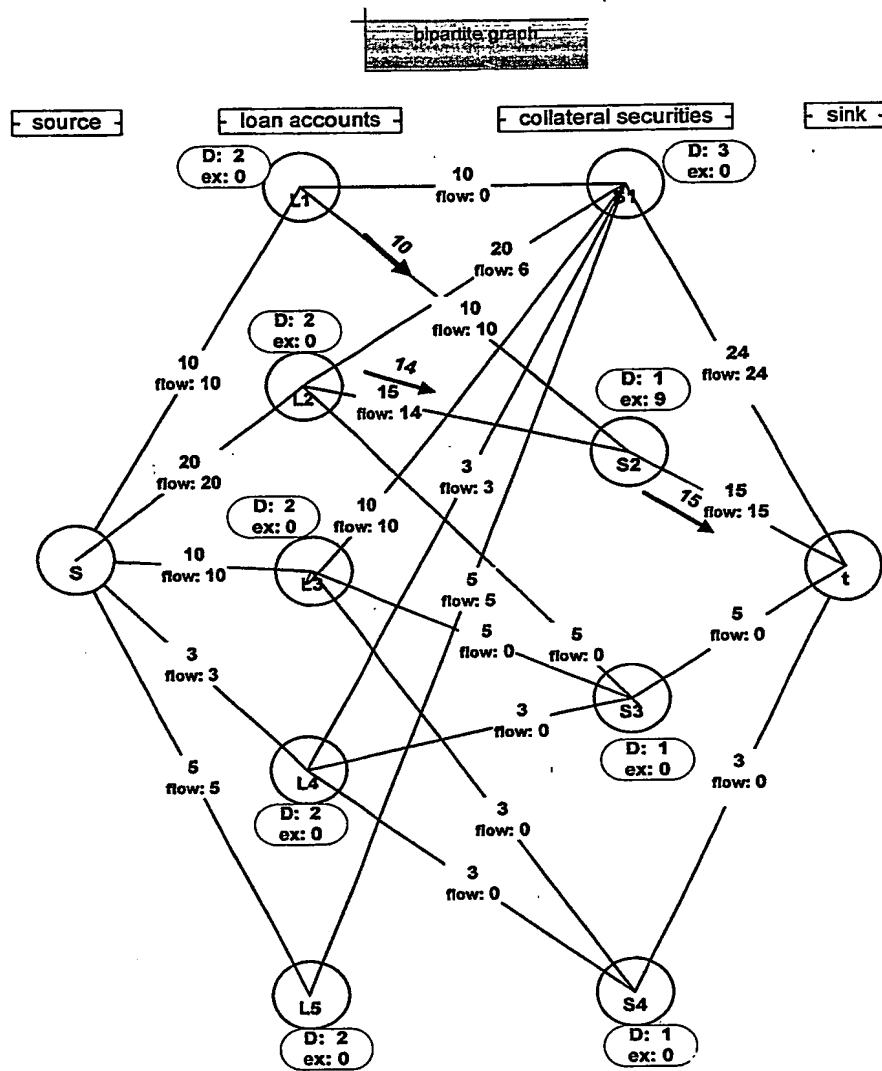 bipartite graph
source
loan accounts
collateral securities
sink
D: 2
ex: 0
L1
10
flow: 0
D: 3
ex: 0
S1
10
20
flow: 6
D: 2
ex: 0
L2
10
flow: 10
10
flow: 10
14
15
flow: 14
24
flow: 24
D: 1
ex: 9
S2
20
flow: 20
3
flow: 3
15
15
flow: 15
D: 2
ex: 0
10
flow: 10
S
10
flow: 10
L3
t
5
flow: 5
5
flow: 0
5
flow: 0
5
flow: 0
3
flow: 3
S3
3
flow: 0
D: 1
ex: 0
L4
D: 2
ex: 0
5
flow: 5
3
flow: 0
3
flow: 0
3
flow: 0
L5
D: 2
ex: 0
S4
D: 1
ex: 0